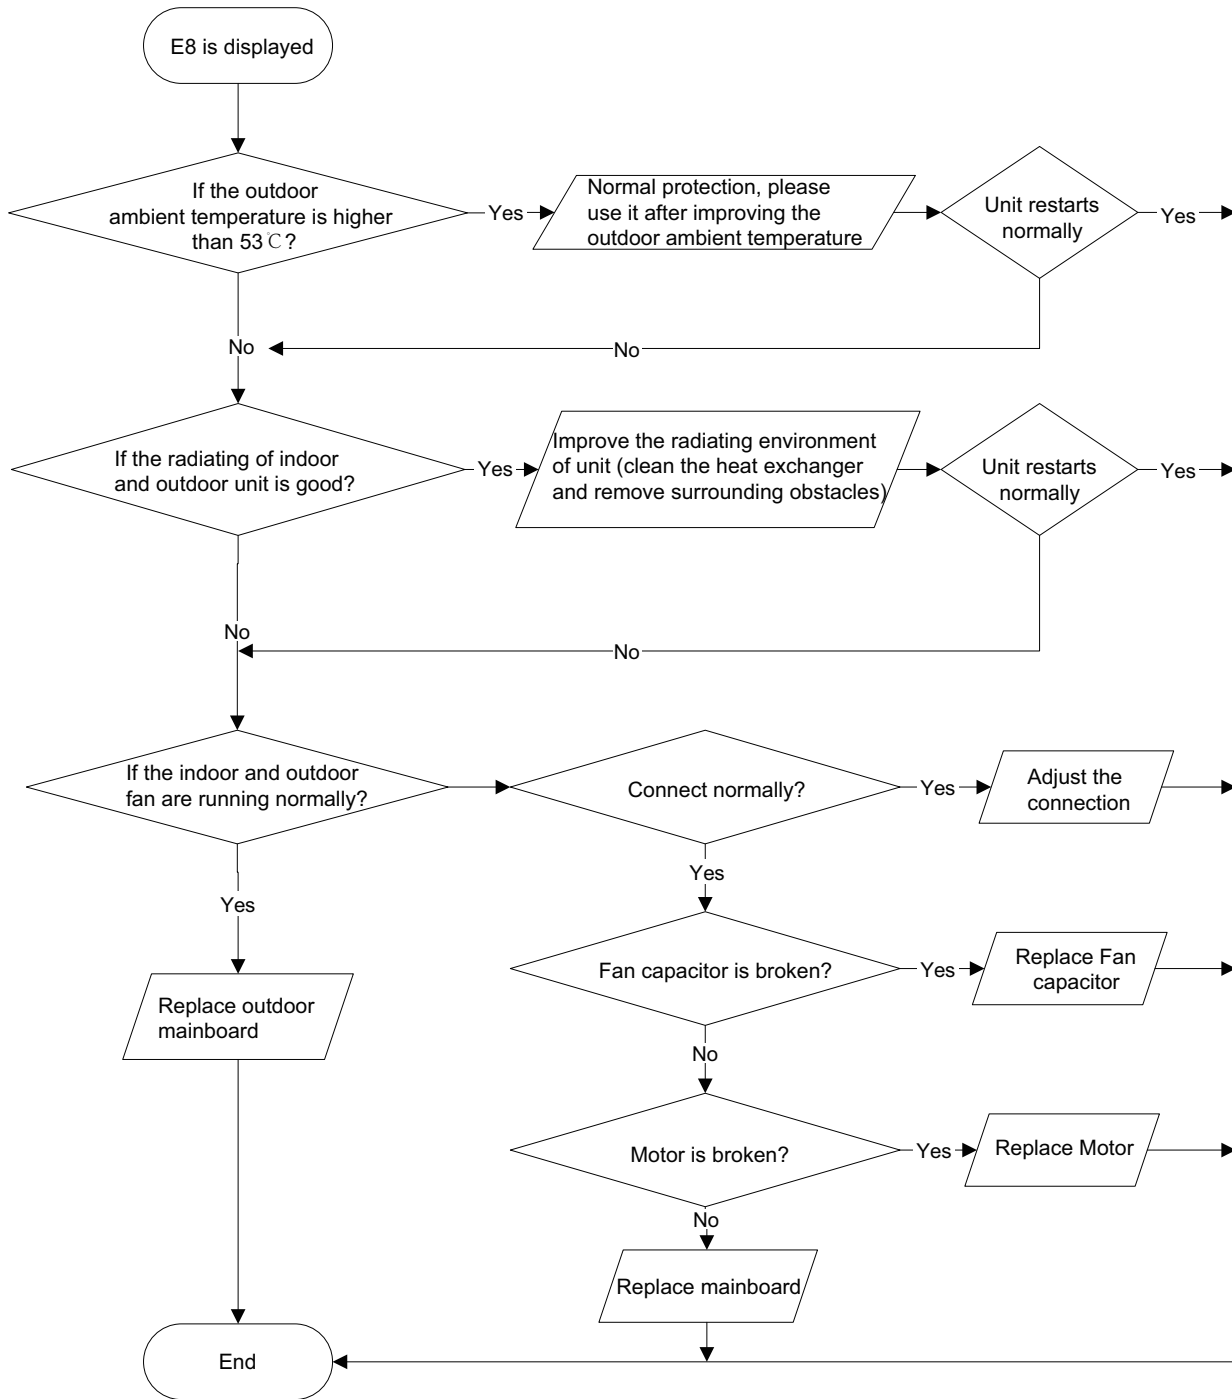 E8 is displayed
If the outdoor
ambient temperature is higher
than 53℃?
Yes
Normal protection, please
use it after improving the
outdoor ambient temperature
Unit restarts
normally
Yes
No
No
If the radiating of indoor
and outdoor unit is good?
Yes
Improve the radiating environment
of unit (clean the heat exchanger
and remove surrounding obstacles)
Unit restarts
normally
Yes
No
No
If the indoor and outdoor
fan are running normally?
Connect normally?
Yes
Adjust the
connection
Yes
Yes
Fan capacitor is broken?
Yes
Replace Fan
capacitor
Replace outdoor
mainboard
No
Motor is broken?
Yes
Replace Motor
No
Replace mainboard
End